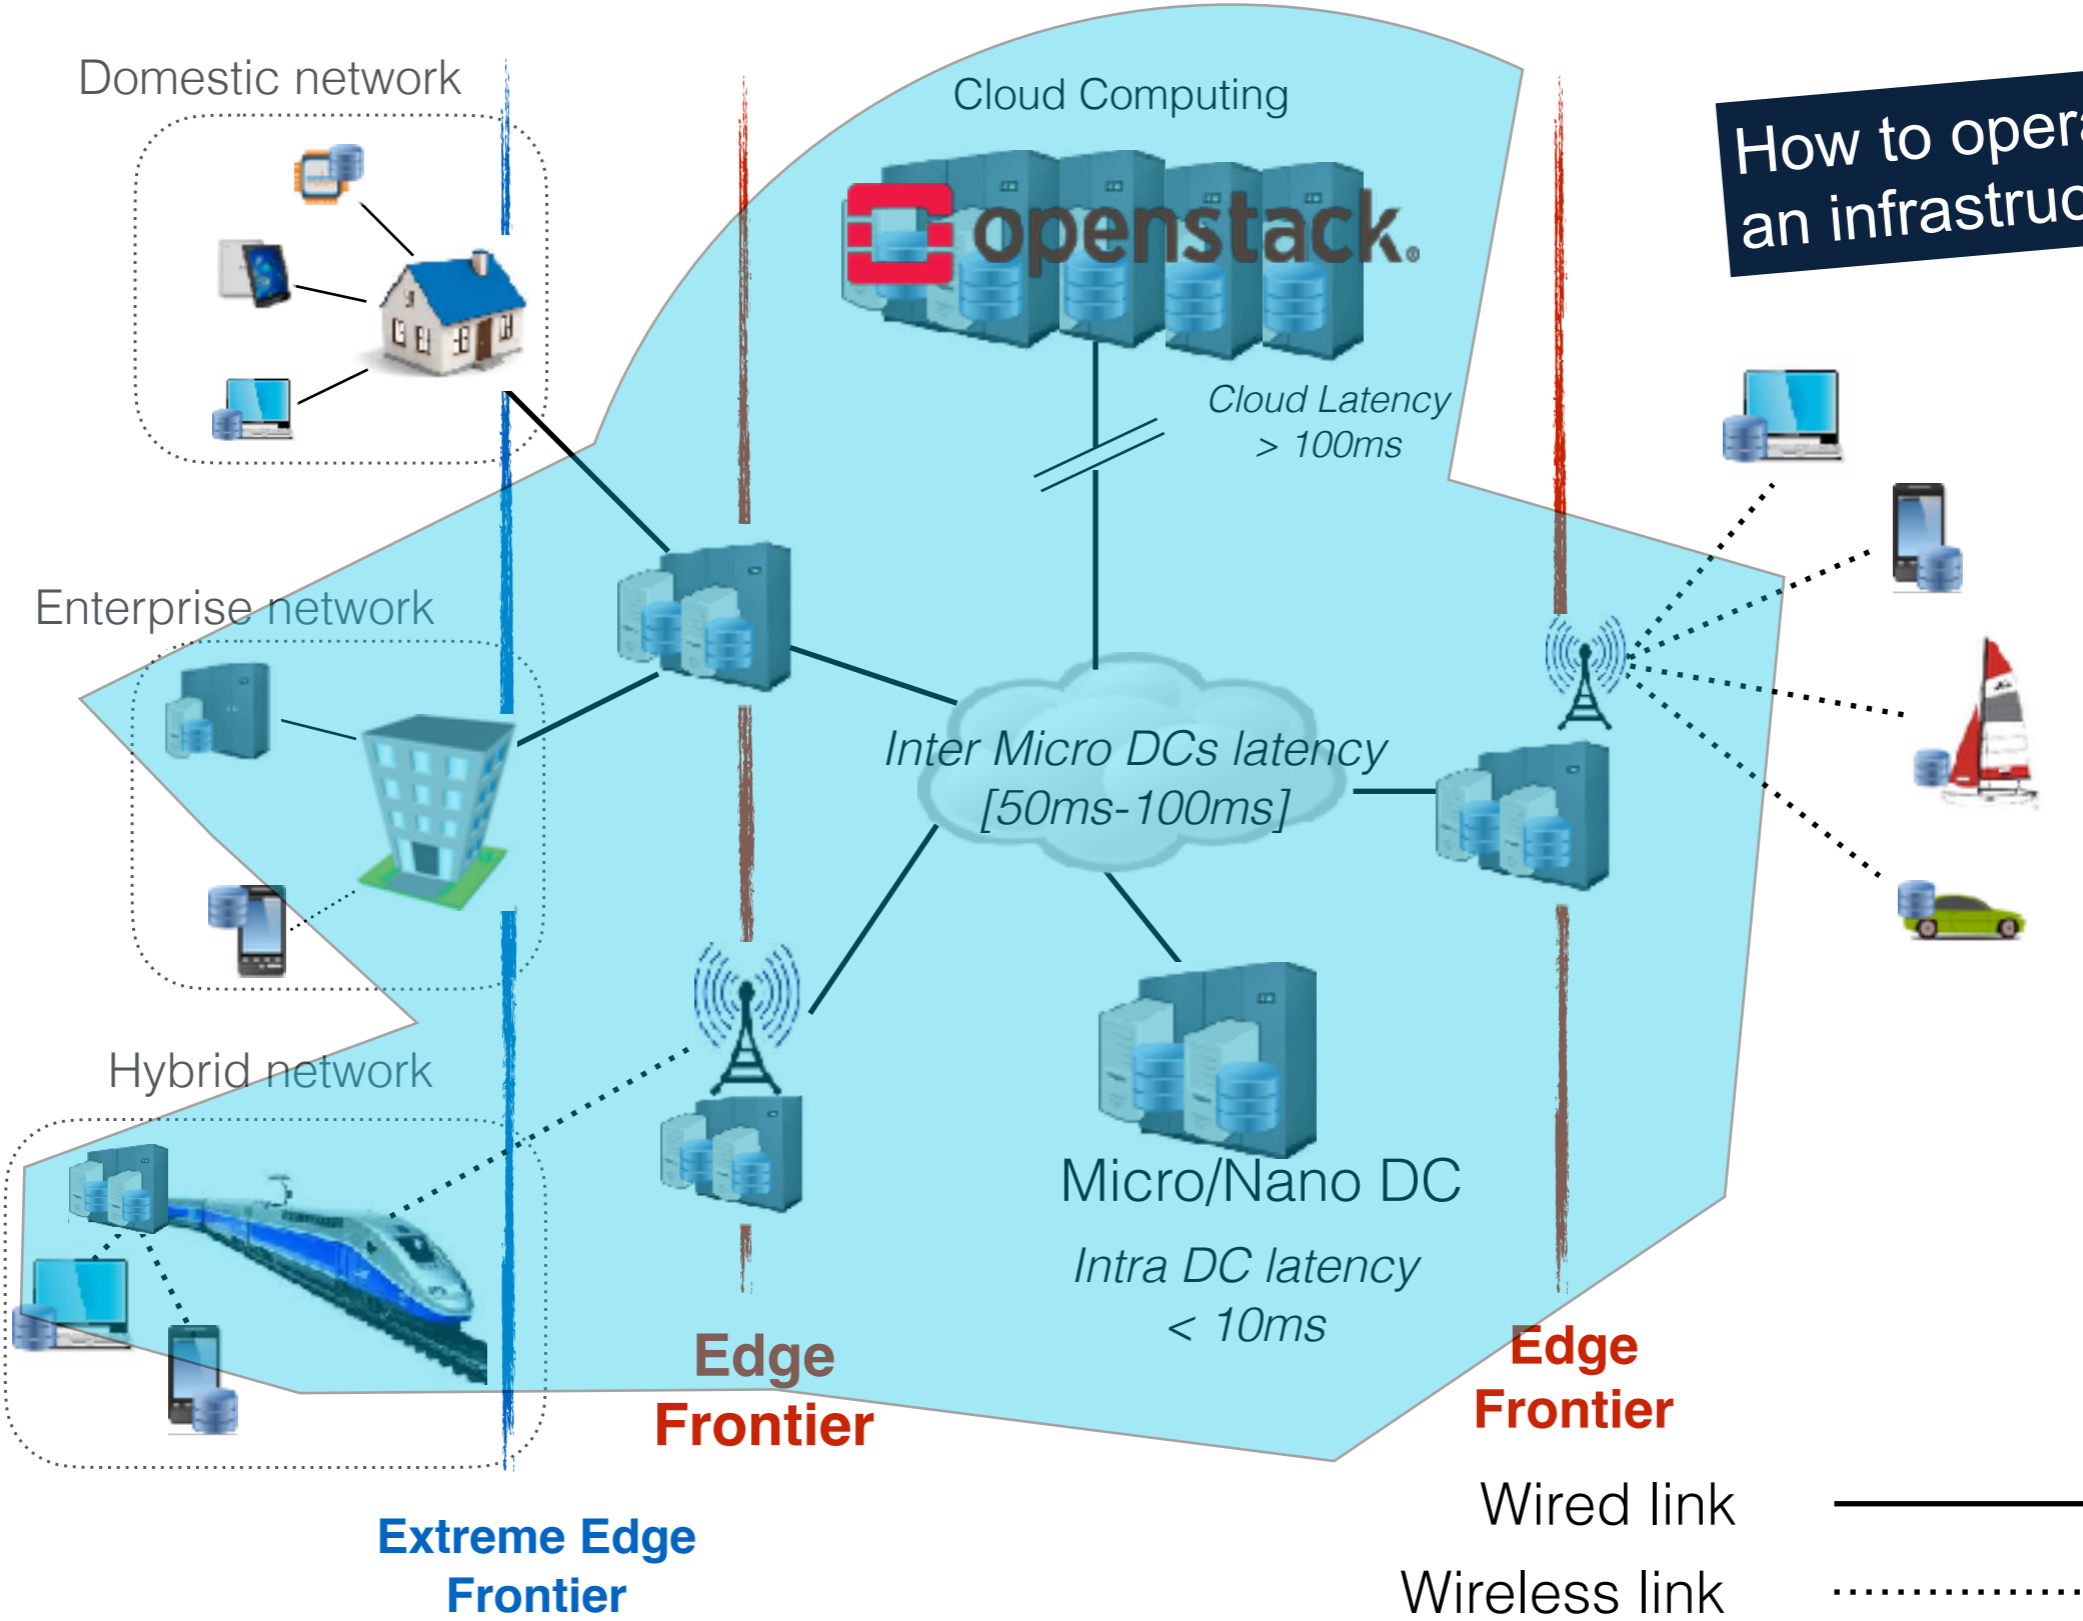 Domestic network
Cloud Computing
How to
an
openstack.
Cloud Latency
> 100ms
Enterprise network
Inter Micro DCs latency
[50ms-100ms]
Hybrid network
Micro/Nano DC
Intra DC latency
< 10ms
Edge
Frontier
Edge
Frontier
Wired link
Extreme Edge
Frontier
Wireless link